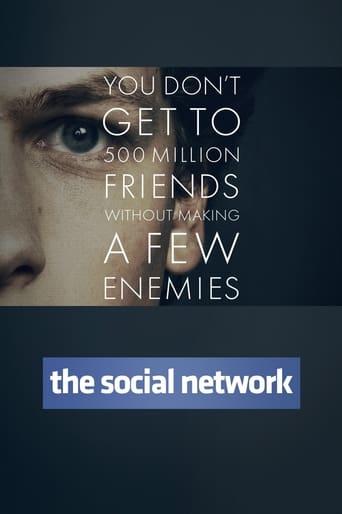 YOU DON'T
GET TO
500 MILLION
FRIENDS
WITHOUT MAKING
A FEW
ENEMIES
the social network